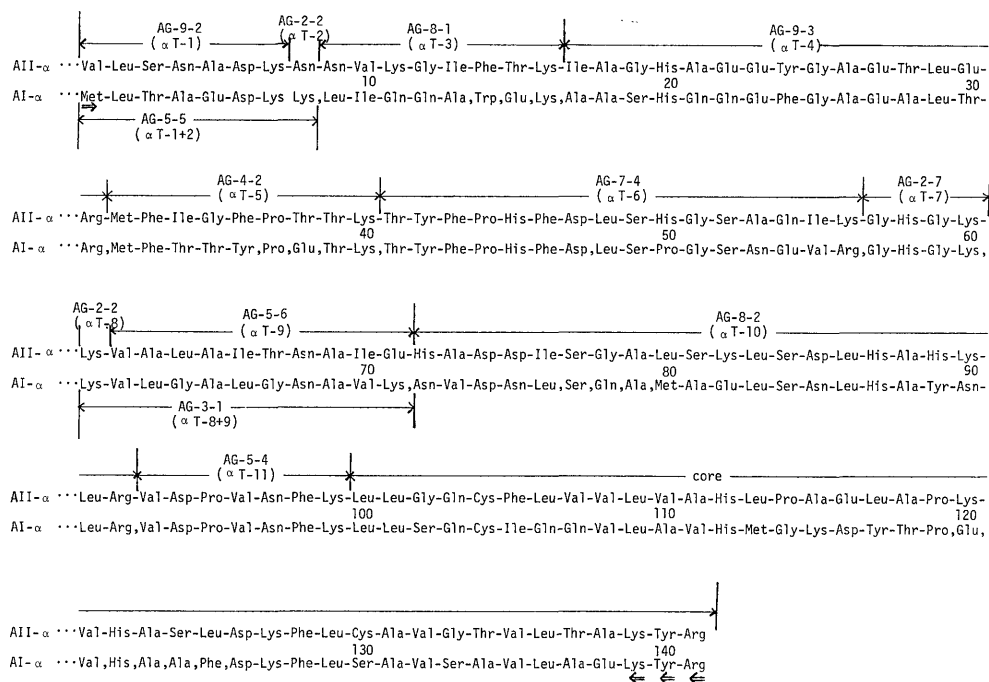 AG-9-2 AG-2-2 AG-8-1 AG-9-3
(αT-1) (αT-2) (αT-3) (αT-4)
AII-α ···Val-Leu-Ser-Asn-Ala-Asp-Lys-Asn-Asn-Val-Lys-Gly-Ile-Phe-Thr-Lys-Ile-Ala-Gly-His-Ala-Glu-Glu-Tyr-Gly-Ala-Glu-Thr-Leu-Glu-
10 20 30
AI-α ···Met-Leu-Thr-Ala-Glu-Asp-Lys Lys,Leu-Ile-Gln-Gln-Ala,Trp,Glu,Lys,Ala-Ala-Ser-His-Gln-Gln-Glu-Phe-Gly-Ala-Glu-Ala-Leu-Thr-
AG-5-5
(αT-1+2)
AG-4-2 AG-7-4 AG-2-7
(αT-5) (αT-6) (αT-7)
AII-α ···Arg-Met-Phe-Ile-Gly-Phe-Pro-Thr-Thr-Lys-Thr-Tyr-Phe-Pro-His-Phe-Asp-Leu-Ser-His-Gly-Ser-Ala-Gln-Ile-Lys-Gly-His-Gly-Lys-
40 50 60
AI-α ···Arg,Met-Phe-Thr-Thr-Tyr,Pro,Glu,Thr-Lys,Thr-Tyr-Phe-Pro-His-Phe-Asp,Leu-Ser-Pro-Gly-Ser-Asn-Glu-Val-Arg,Gly-His-Gly-Lys,
AG-2-2 AG-5-6 AG-8-2
(αT-8) (αT-9) (αT-10)
AII-α ···Lys-Val-Ala-Leu-Ala-Ile-Thr-Asn-Ala-Ile-Glu-His-Ala-Asp-Asp-Ile-Ser-Gly-Ala-Leu-Ser-Lys-Leu-Ser-Asp-Leu-His-Ala-His-Lys-
70 80 90
AI-α ···Lys-Val-Leu-Gly-Ala-Leu-Gly-Asn-Ala-Val-Lys,Asn-Val-Asp-Asn-Leu,Ser,Gln,Ala,Met-Ala-Glu-Leu-Ser-Asn-Leu-His-Ala-Tyr-Asn-
AG-3-1
(αT-8+9)
AG-5-4 core
(αT-11)
AII-α ···Leu-Arg-Val-Asp-Pro-Val-Asn-Phe-Lys-Leu-Leu-Gly-Gln-Cys-Phe-Leu-Val-Val-Leu-Val-Ala-His-Leu-Pro-Ala-Glu-Leu-Ala-Pro-Lys-
100 110 120
AI-α ···Leu-Arg,Val-Asp-Pro-Val-Asn-Phe-Lys-Leu-Leu-Ser-Gln-Cys-Ile-Gln-Gln-Val-Leu-Ala-Val-His-Met-Gly-Lys-Asp-Tyr-Thr-Pro,Glu,
AII-α ···Val-His-Ala-Ser-Leu-Asp-Lys-Phe-Leu-Cys-Ala-Val-Gly-Thr-Val-Leu-Thr-Ala-Lys-Tyr-Arg
130 140
AI-α ···Val,His,Ala,Ala,Phe,Asp-Lys-Phe-Leu-Ser-Ala-Val-Ser-Ala-Val-Leu-Ala-Glu-Lys-Tyr-Arg